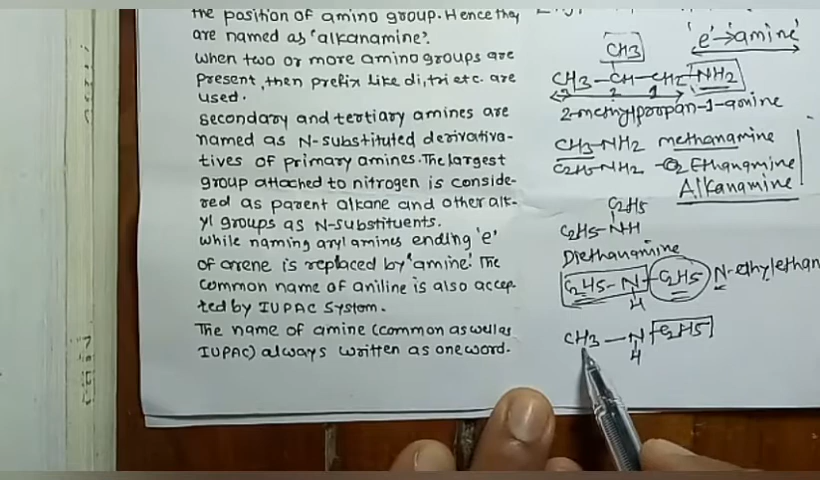 the position of amino group. Hence they
are named as 'alkanamine'.
When two or more amino groups are
present, then prefix like di, tri etc. are
used.
Secondary and tertiary amines are
named as N-substituted derivativa-
tives of primary amines. The largest
group attached to nitrogen is conside-
red as parent alkane and other alk-
yl groups as N-substituents.
While naming aryl amines ending 'e'
of arene is replaced by 'amine'. The
common name of aniline is also accep-
ted by IUPAC System.
The name of amine (common as well as
IUPAC) always written as one word.
'e' → 'amine'
CH3
CH3-CH-CH2-NH2
3 2 1
2-methylpropan-1-amine
CH3-NH2 methanamine
C2H5-NH2 Ethanamine
Alkanamine
C2H5
C2H5-NH
Diethanamine
C2H5-N-C2H5 N-ethylethan
H
CH3-N-C2H5
H